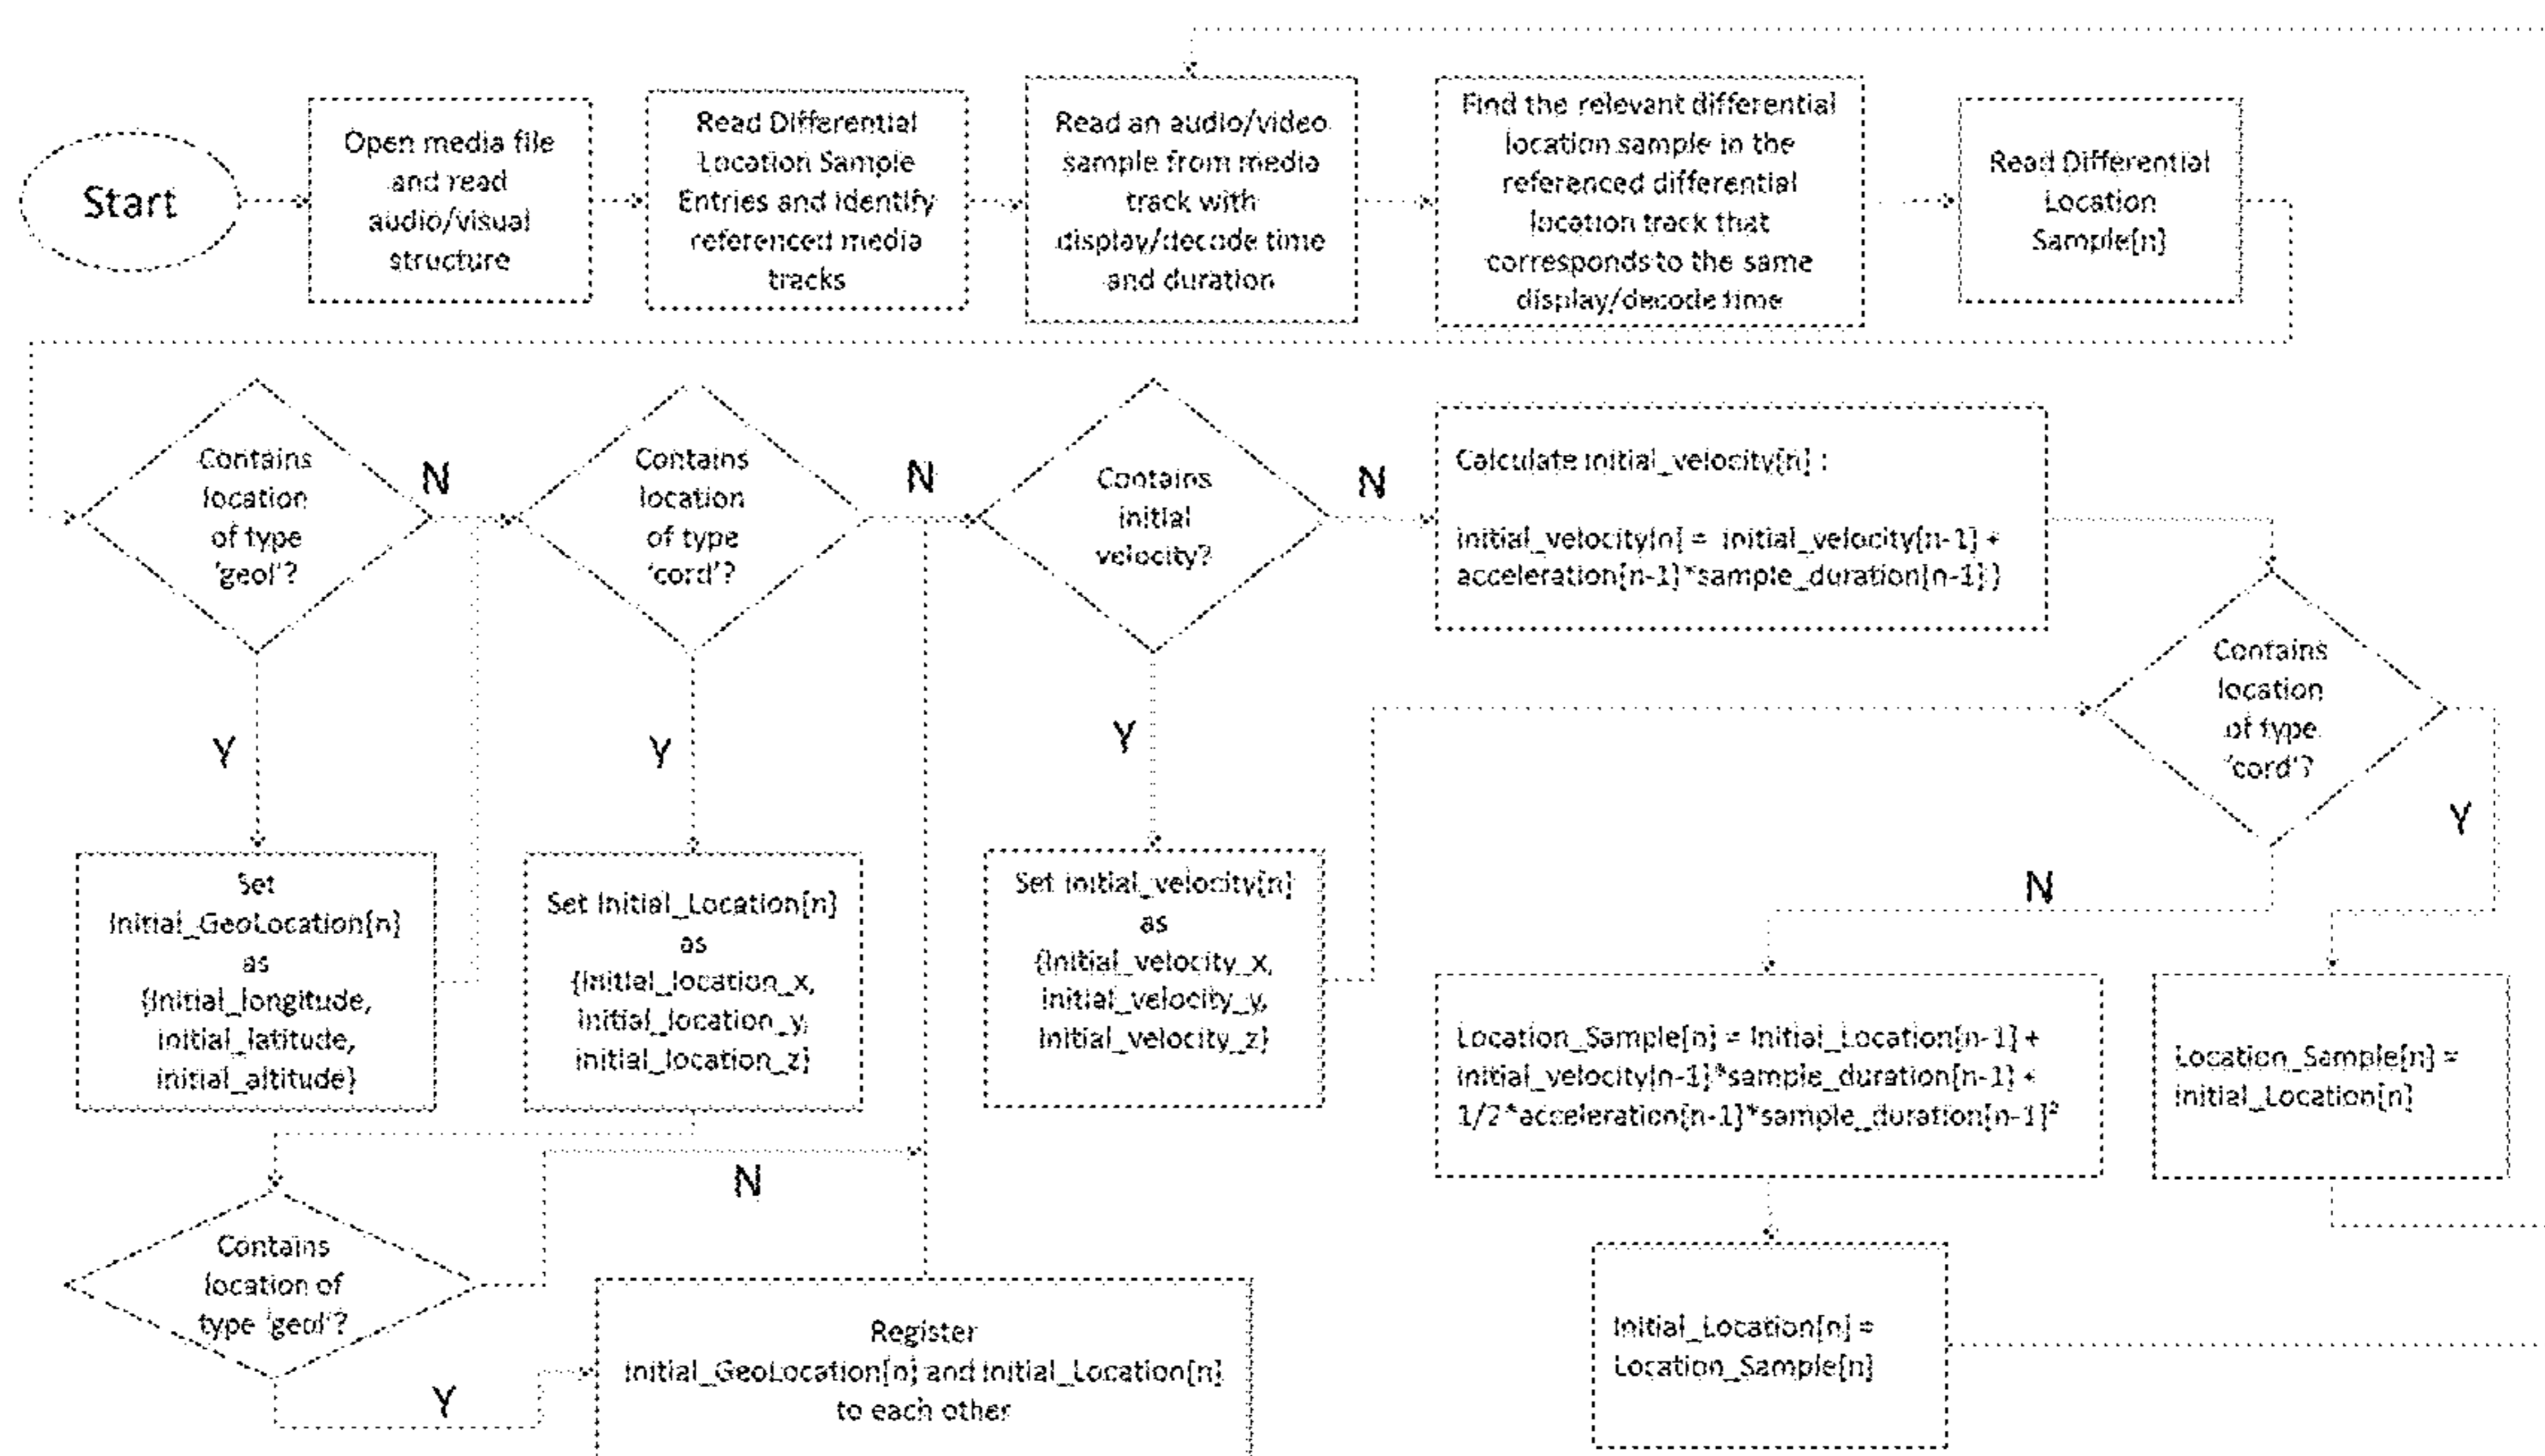 Start
Open media file
and read
audio/visual
structure
Read Differential
Location Sample
Entries and identify
referenced media
tracks
Read an audio/video
sample from media
track with
display/decode time
and duration
Find the relevant differential
location sample in the
referenced differential
location track that
corresponds to the same
display/decode time
Read Differential
Location
Sample[n]
Contains
location
of type
'geol'?
N
Contains
location
of type
'cord'?
N
Contains
initial
velocity?
N
Calculate initial_velocity[n] :
initial_velocity[n] = initial_velocity[n-1] +
acceleration[n-1]*sample_duration[n-1])
Contains
location
of type
'cord'?
Y
Y
Y
Y
N
Set
Initial_GeoLocation[n]
as
{Initial_longitude,
initial_latitude,
initial_altitude}
Set Initial_Location[n]
as
{Initial_location_x,
initial_location_y,
initial_location_z}
Set initial_velocity[n]
as
{Initial_velocity_x,
initial_velocity_y,
initial_velocity_z}
Location_Sample[n] = Initial_Location[n-1] +
initial_velocity[n-1]*sample_duration[n-1] +
1/2*acceleration[n-1]*sample_duration[n-1]²
Location_Sample[n] =
Initial_Location[n]
N
Contains
location of
type 'geol'?
Y
Register
Initial_GeoLocation[n] and Initial_Location[n]
to each other
Initial_Location[n] =
Location_Sample[n]